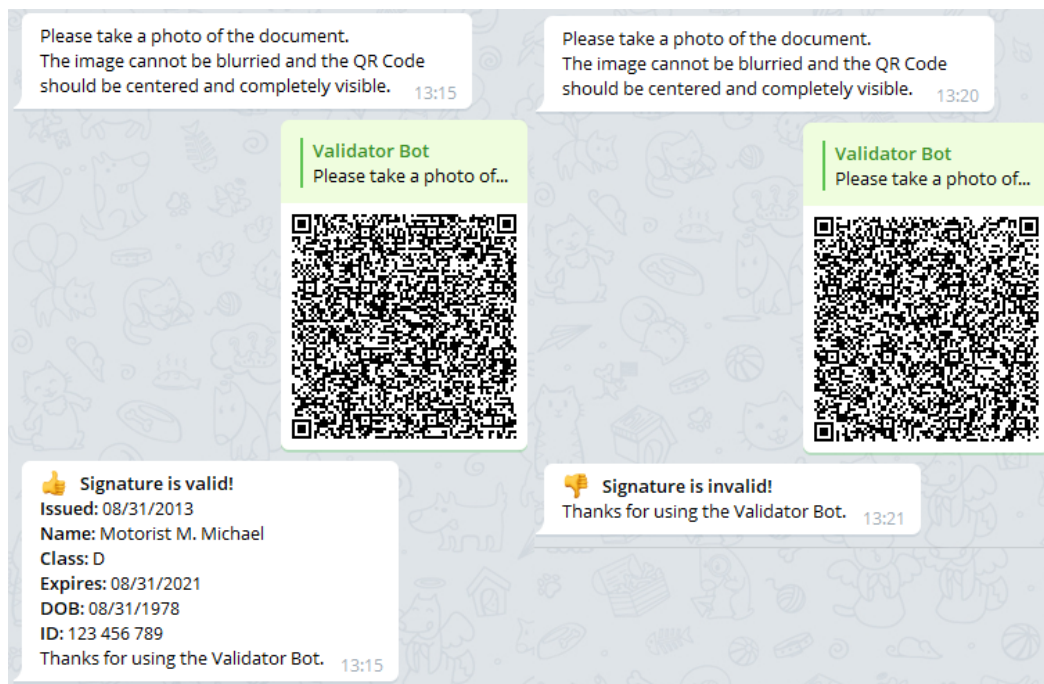 Please take a photo of the document.
The image cannot be blurried and the QR Code
should be centered and completely visible. 13:15
Validator Bot
Please take a photo of...
👍 Signature is valid!
Issued: 08/31/2013
Name: Motorist M. Michael
Class: D
Expires: 08/31/2021
DOB: 08/31/1978
ID: 123 456 789
Thanks for using the Validator Bot. 13:15
Please take a photo of the document.
The image cannot be blurried and the QR Code
should be centered and completely visible. 13:20
Validator Bot
Please take a photo of...
👎 Signature is invalid!
Thanks for using the Validator Bot. 13:21